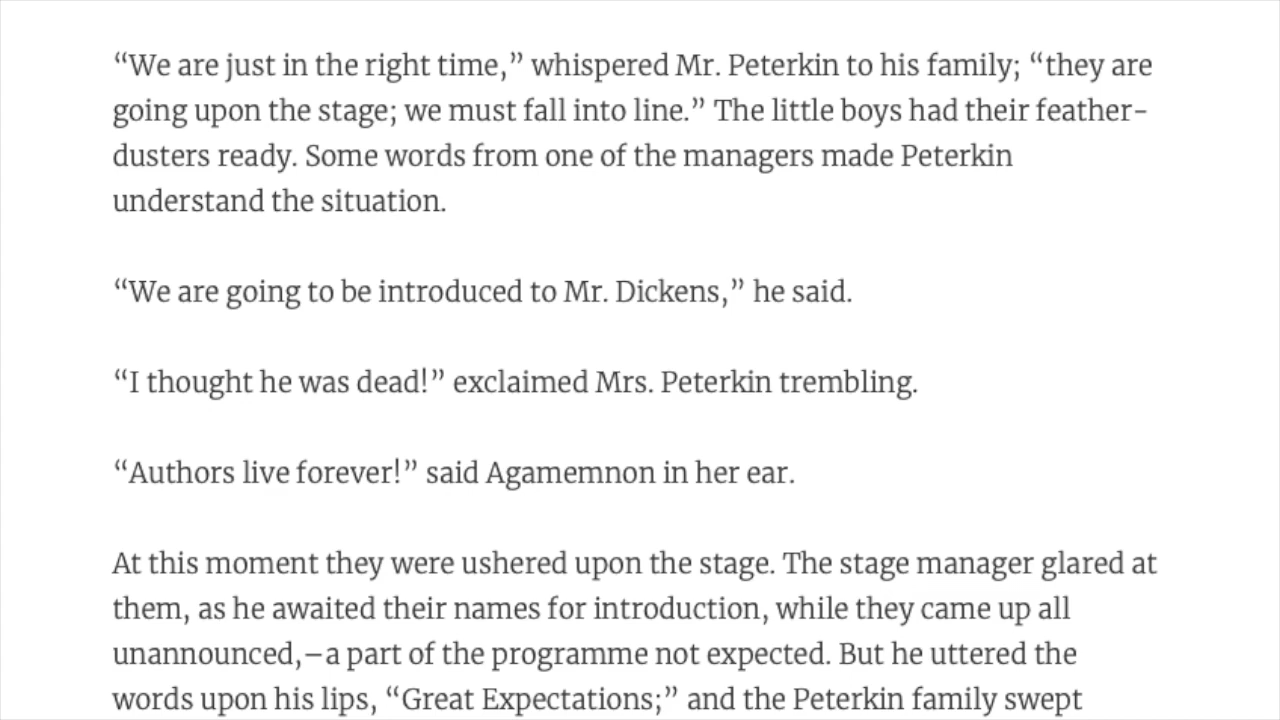 “We are just in the right time,” whispered Mr. Peterkin to his family; “they are
going upon the stage; we must fall into line.” The little boys had their feather-
dusters ready. Some words from one of the managers made Peterkin
understand the situation.
“We are going to be introduced to Mr. Dickens,” he said.
“I thought he was dead!” exclaimed Mrs. Peterkin trembling.
“Authors live forever!” said Agamemnon in her ear.
At this moment they were ushered upon the stage. The stage manager glared at
them, as he awaited their names for introduction, while they came up all
unannounced,—a part of the programme not expected. But he uttered the
words upon his lips, “Great Expectations;” and the Peterkin family swept